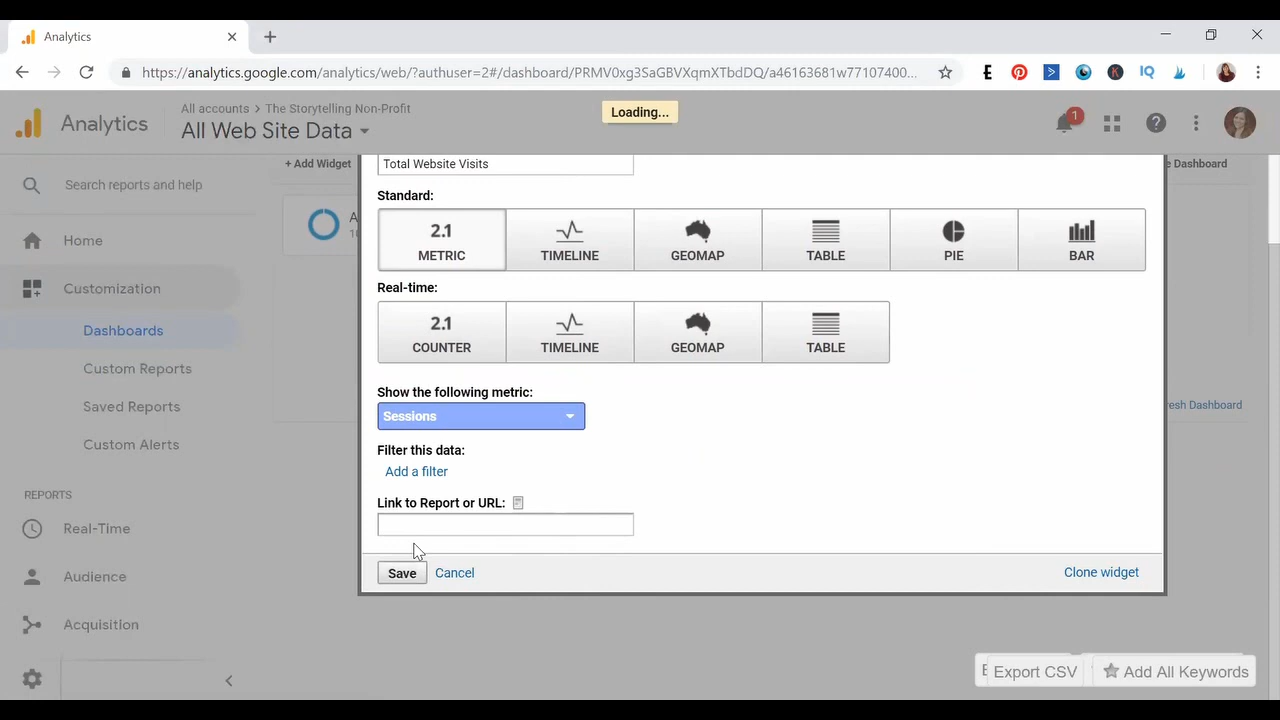 Analytics
https://analytics.google.com/analytics/web/?authuser=2#/dashboard/PRMV0xg3SaGBVXqmXTbdDQ/a46163681w77107400...
Analytics
All accounts > The Storytelling Non-Profit
All Web Site Data
Loading...
1
+ Add Widget
e Dashboard
Search reports and help
Home
Customization
Dashboards
Custom Reports
Saved Reports
Custom Alerts
REPORTS
Real-Time
Audience
Acquisition
Total Website Visits
Standard:
2.1 METRIC
TIMELINE
GEOMAP
TABLE
PIE
BAR
Real-time:
2.1 COUNTER
TIMELINE
GEOMAP
TABLE
Show the following metric:
Sessions
Filter this data:
Add a filter
Link to Report or URL:
Save
Cancel
Clone widget
esh Dashboard
Export CSV
Add All Keywords